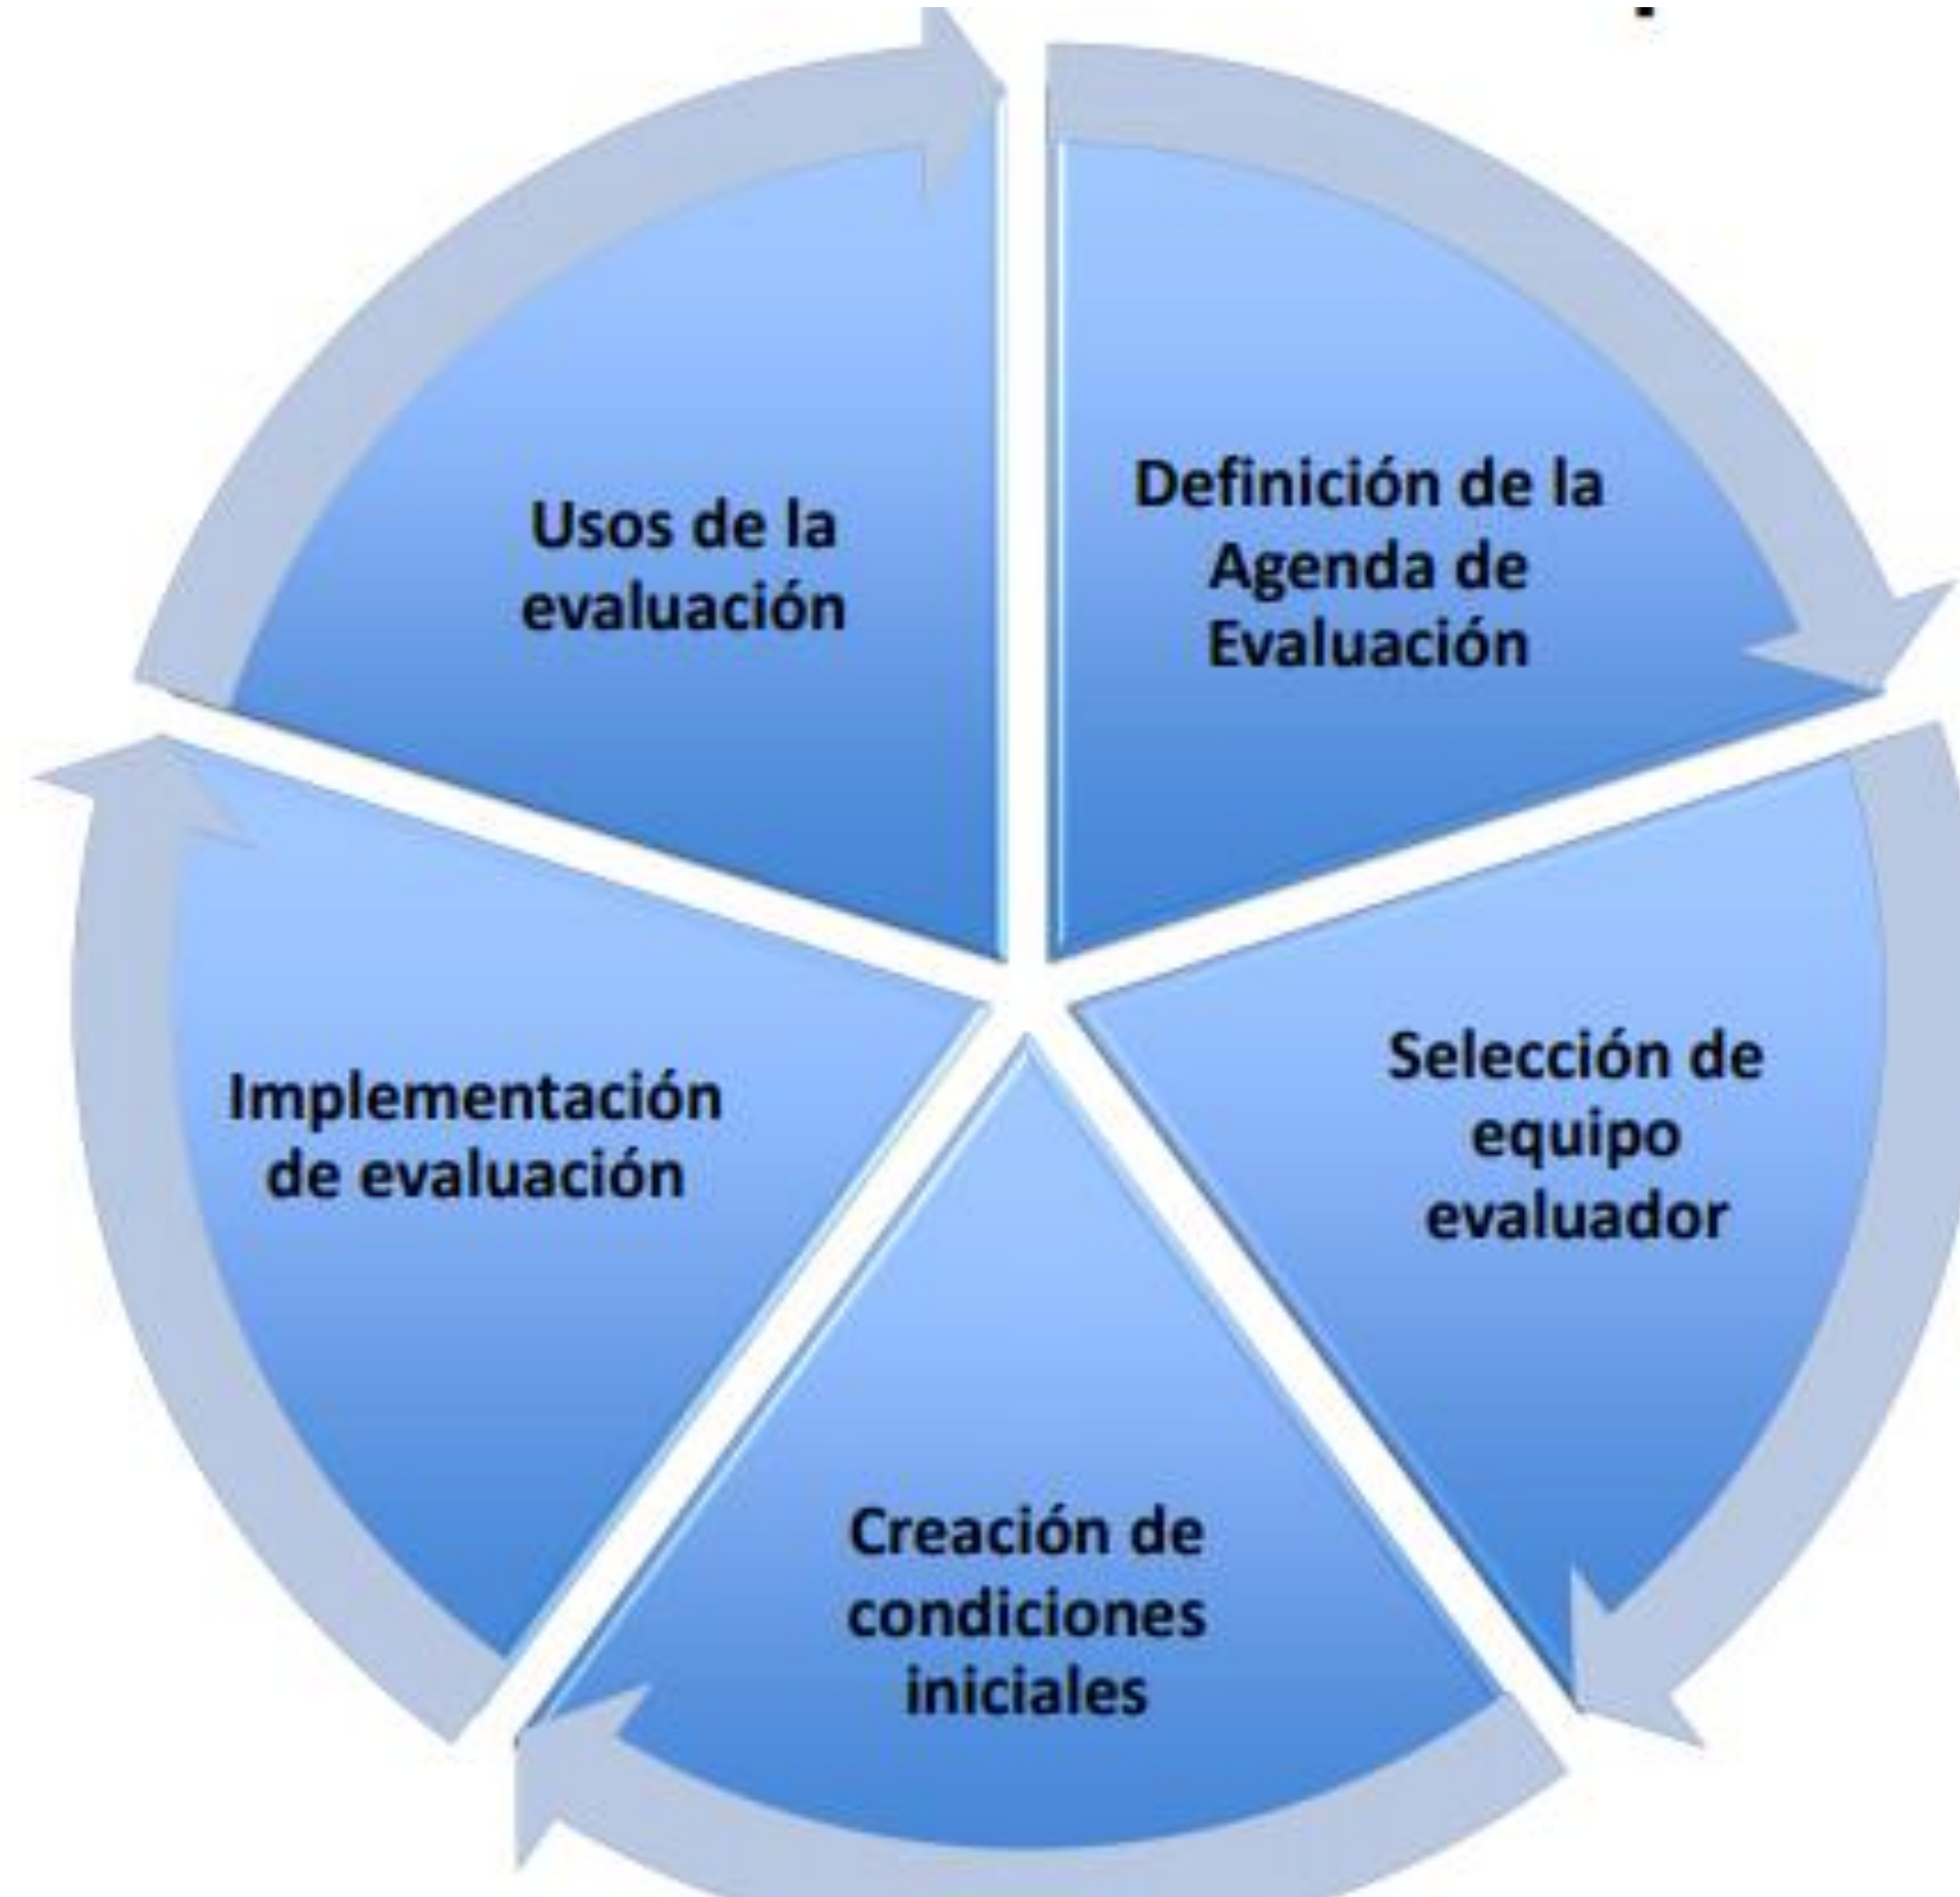 Definición de la
Agenda de
Evaluación
Selección de
equipo
evaluador
Creación de
condiciones
iniciales
Implementación
de evaluación
Usos de la
evaluación